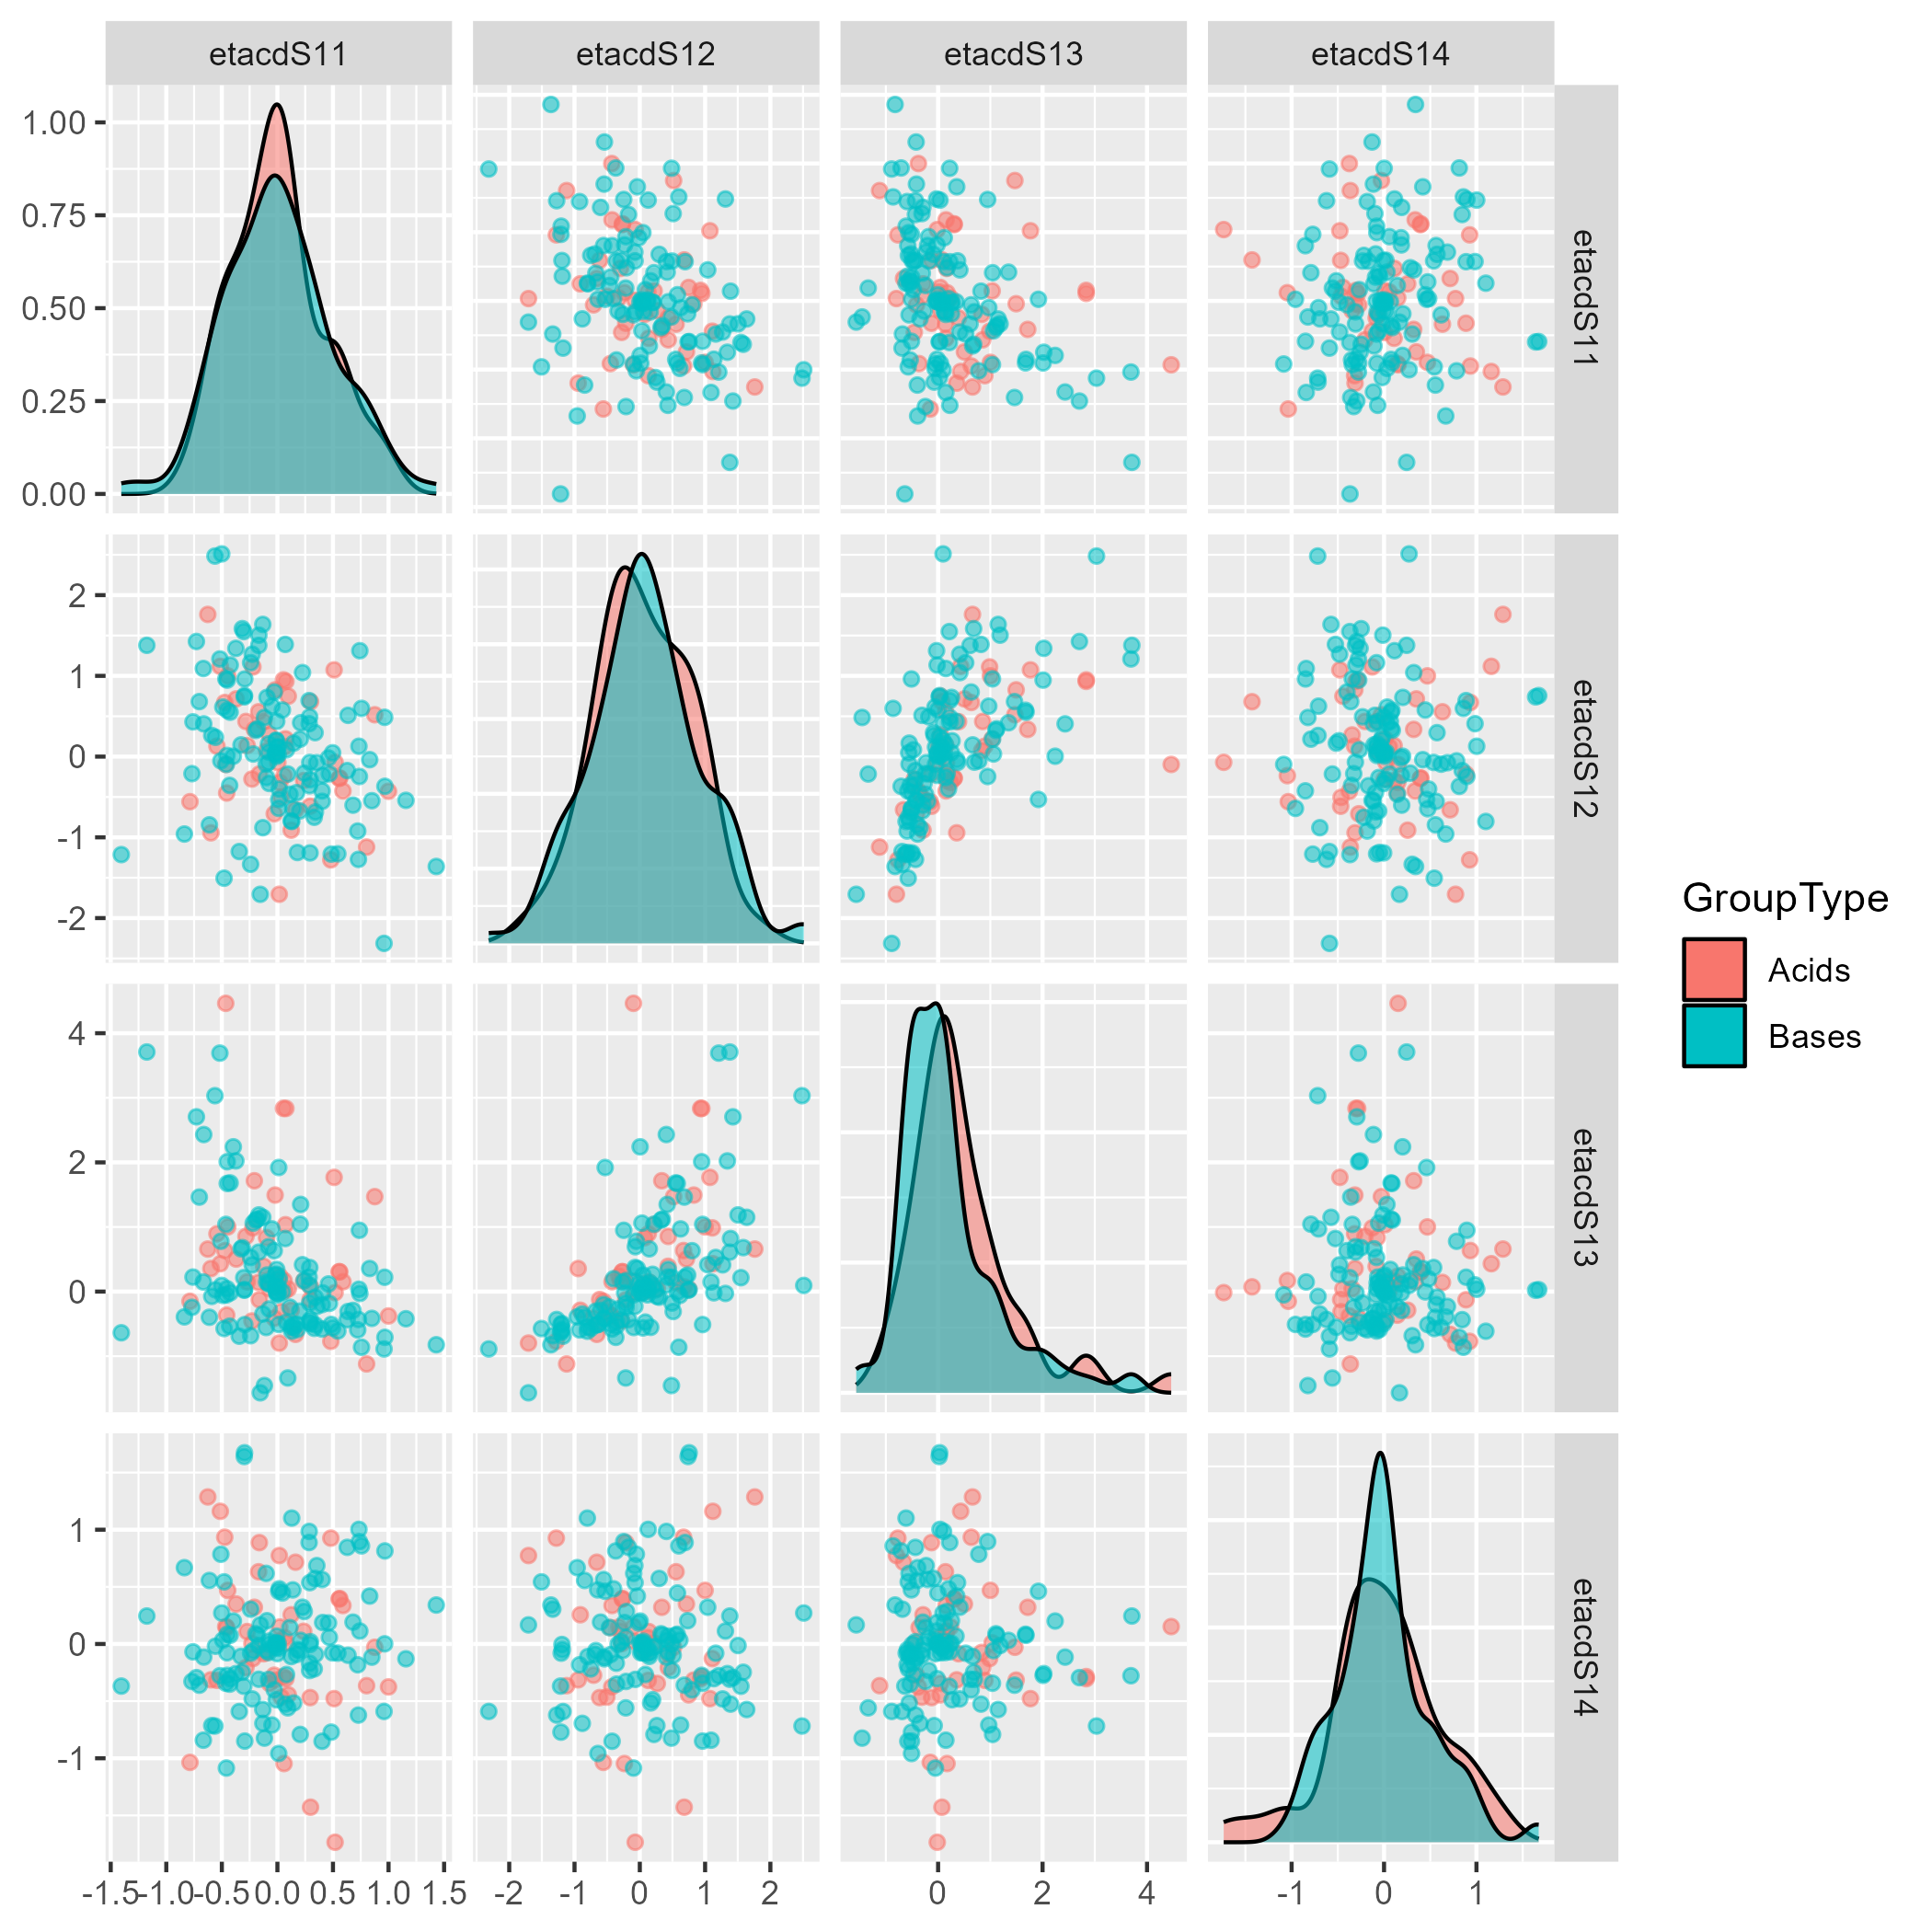 etacdS11 etacdS12 etacdS13 etacdS14
1.00
0.75
0.50
0.25
0.00
etacdS11
2
1
0
-1
-2
etacdS12
GroupType
Acids
Bases
4
2
0
etacdS13
1
0
-1
etacdS14
-1.5 -1.0 -0.5 0.0 0.5 1.0 1.5 -2 -1 0 1 2 0 2 4 -1 0 1